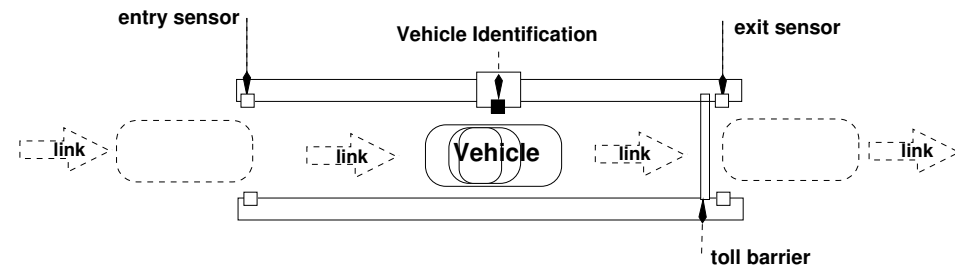 entry sensor
Vehicle Identification
exit sensor
link
link
Vehicle
link
link
toll barrier